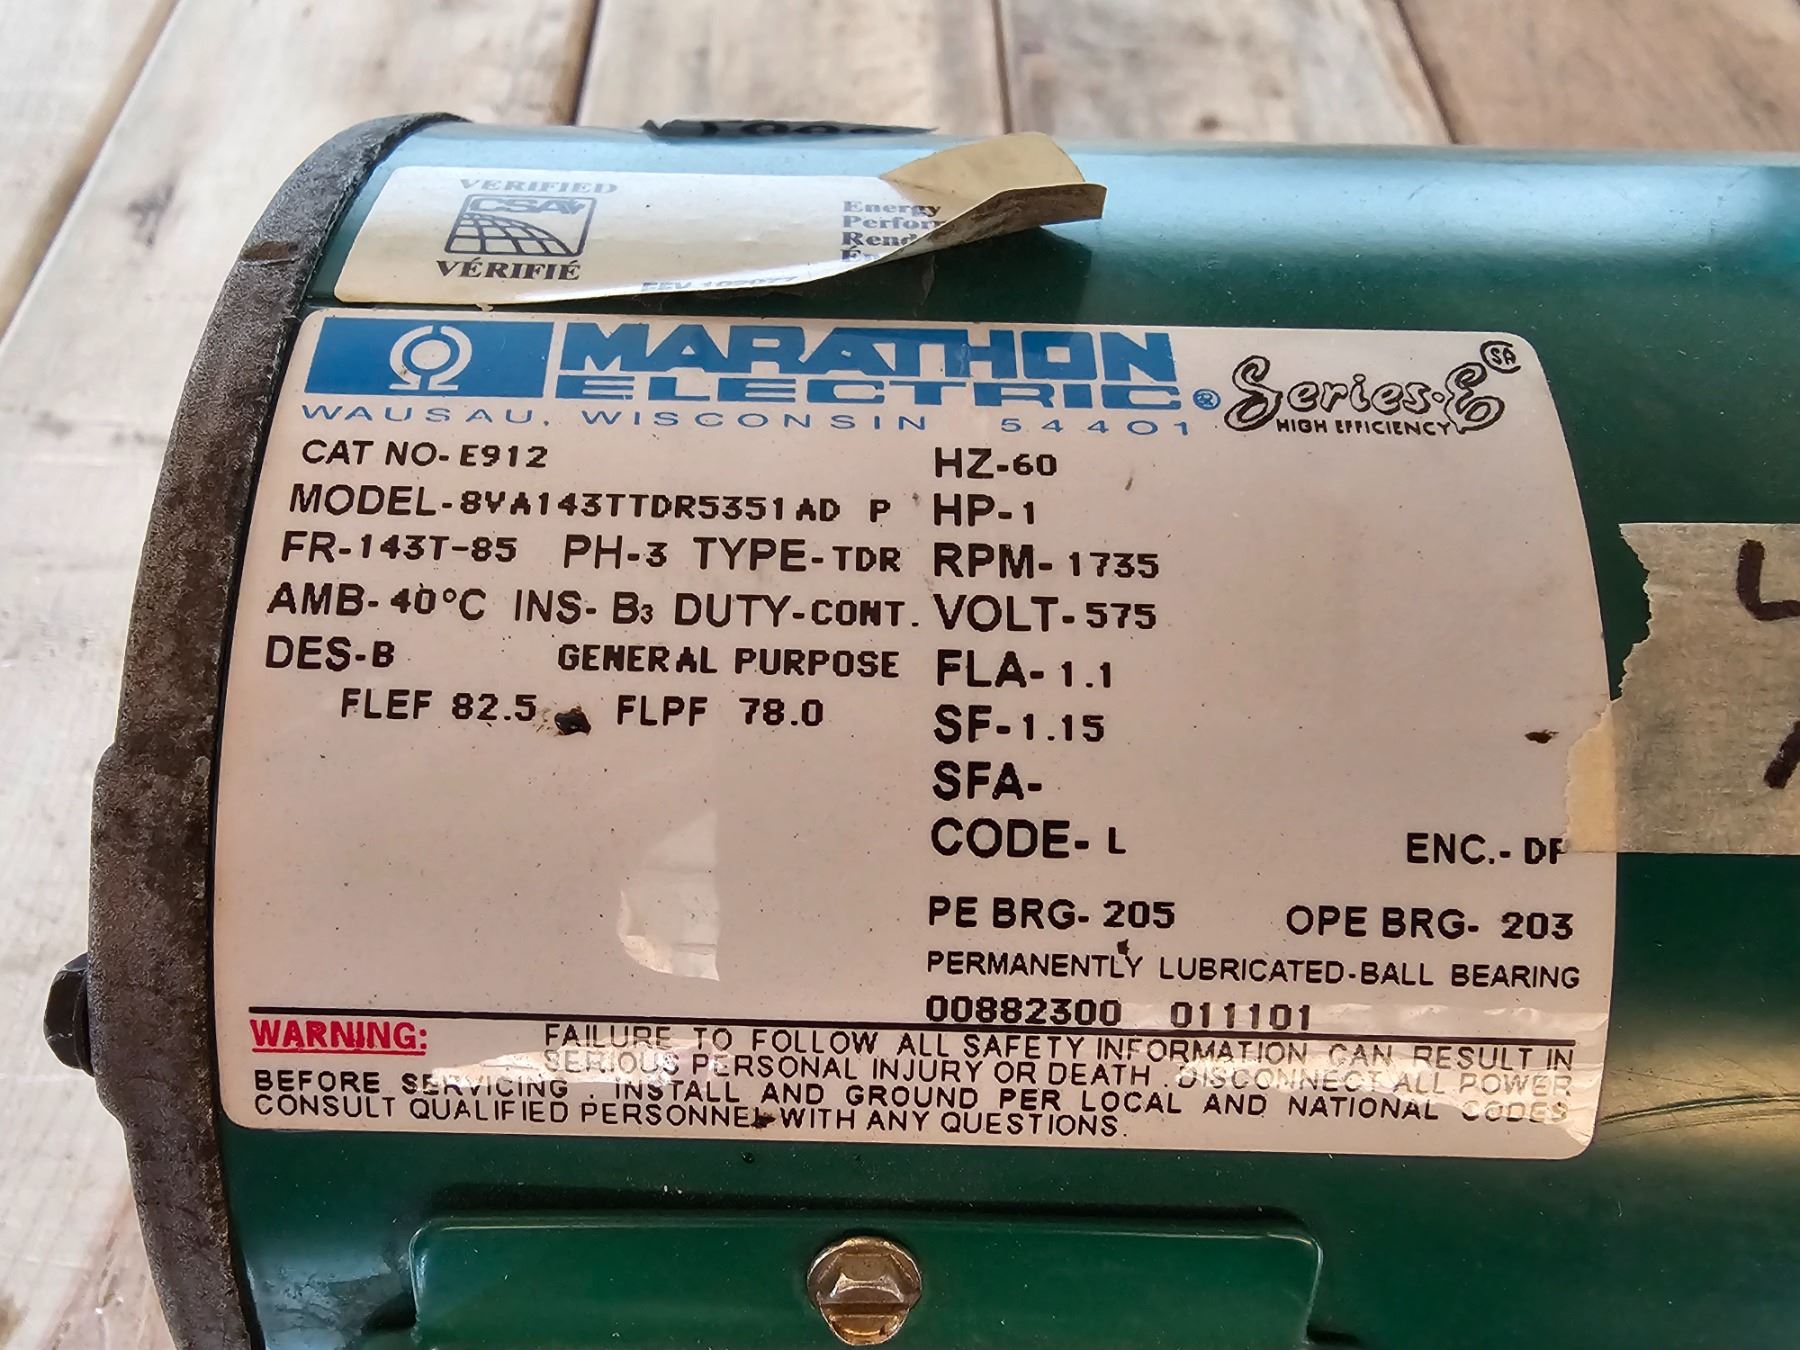 VERIFIED
CSA
VÉRIFIÉ
Energy
MARATHON
ELECTRIC®
WAUSAU, WISCONSIN 54401
Series·E SA
HIGH EFFICIENCY
CAT NO- E912
MODEL- 8VA143TTDR5351AD P
FR-143T-85 PH-3 TYPE-TDR
AMB- 40°C INS- B3 DUTY-CONT.
DES-B GENERAL PURPOSE
FLEF 82.5 FLPF 78.0
HZ-60
HP-1
RPM- 1735
VOLT- 575
FLA- 1.1
SF-1.15
SFA-
CODE- L
ENC.- DP
PE BRG- 205 OPE BRG- 203
PERMANENTLY LUBRICATED-BALL BEARING
00882300 011101
WARNING: FAILURE TO FOLLOW ALL SAFETY INFORMATION CAN RESULT IN
SERIOUS PERSONAL INJURY OR DEATH . DISCONNECT ALL POWER
BEFORE SERVICING . INSTALL AND GROUND PER LOCAL AND NATIONAL CODES
CONSULT QUALIFIED PERSONNEL WITH ANY QUESTIONS.